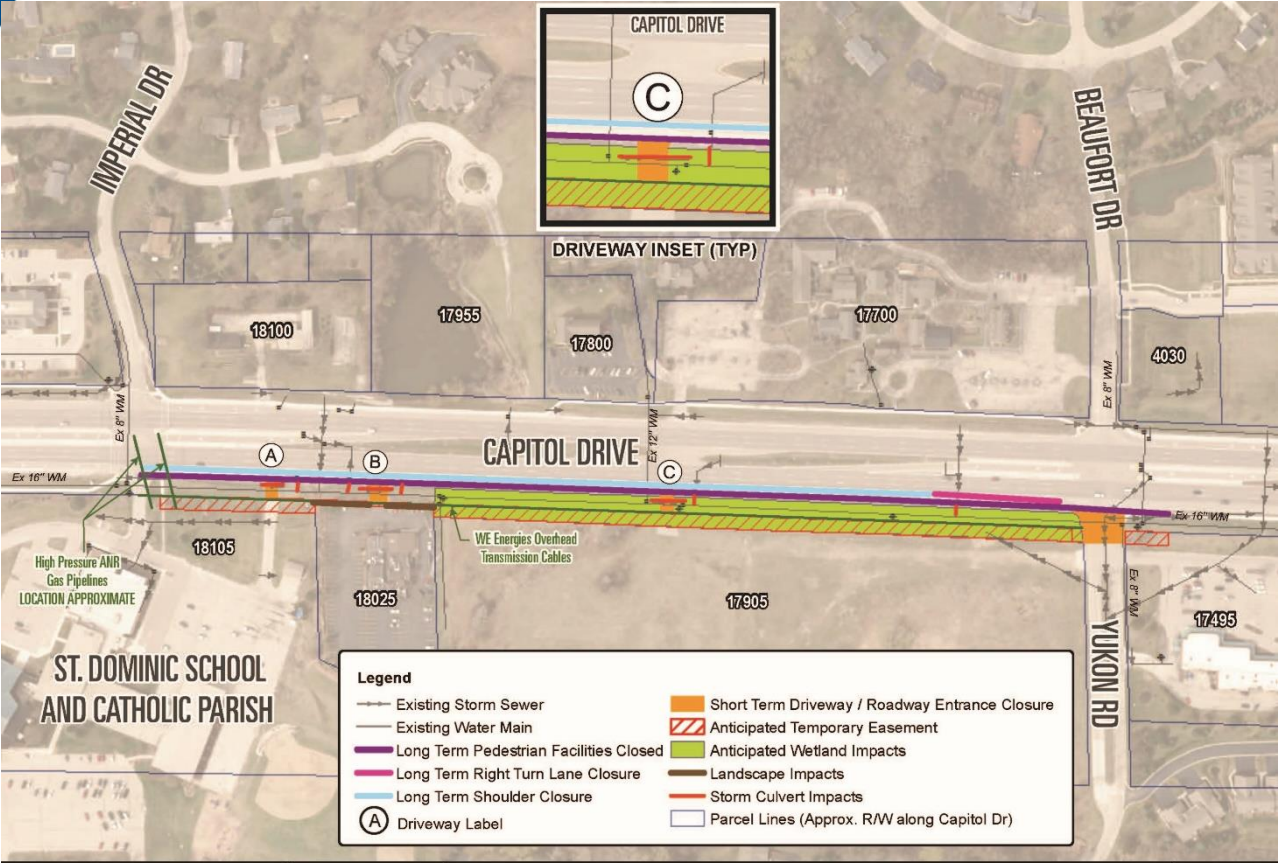 CAPITOL DRIVE
C
DRIVEWAY INSET (TYP)
IMPERIAL DR
BEAUFORT DR
18100
17955
17800
17700
4030
Ex 8" WM
Ex 12" WM
Ex 8" WM
CAPITOL DRIVE
A
B
C
Ex 16" WM
Ex 16" WM
High Pressure ANR
Gas Pipelines
LOCATION APPROXIMATE
18105
WE Energies Overhead
Transmission Cables
18025
17905
Ex 8" WM
17495
YUKON RD
ST. DOMINIC SCHOOL
AND CATHOLIC PARISH
Legend
Existing Storm Sewer
Existing Water Main
Long Term Pedestrian Facilities Closed
Long Term Right Turn Lane Closure
Long Term Shoulder Closure
A Driveway Label
Short Term Driveway / Roadway Entrance Closure
Anticipated Temporary Easement
Anticipated Wetland Impacts
Landscape Impacts
Storm Culvert Impacts
Parcel Lines (Approx. R/W along Capitol Dr)